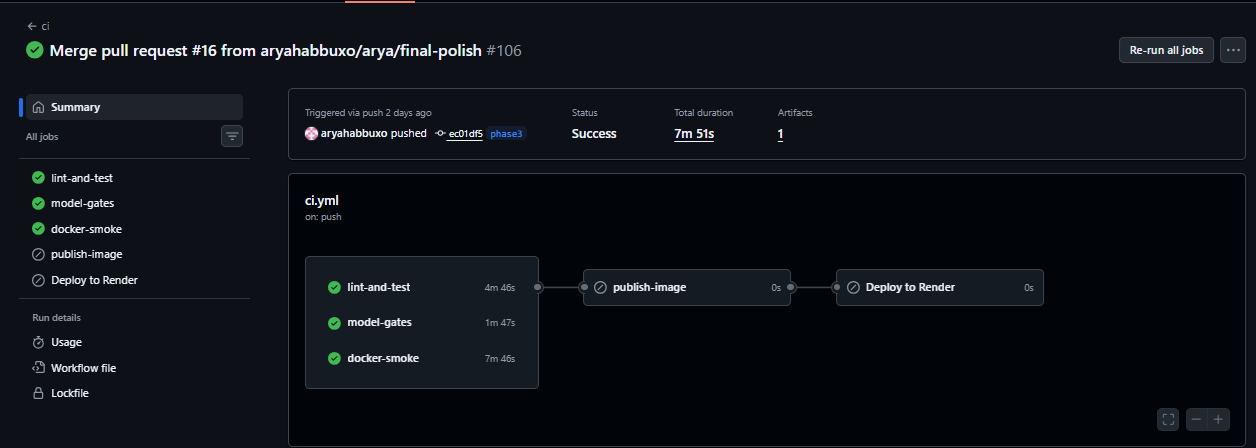 ci
Merge pull request #16 from aryahabbuxo/arya/final-polish #106
Re-run all jobs
Summary
All jobs
lint-and-test
model-gates
docker-smoke
publish-image
Deploy to Render
Run details
Usage
Workflow file
Lockfile
Triggered via push 2 days ago
aryahabbuxo pushed ec01df5 phase3
Status
Success
Total duration
7m 51s
Artifacts
1
ci.yml
on: push
lint-and-test 4m 46s
model-gates 1m 47s
docker-smoke 7m 46s
publish-image 0s
Deploy to Render 0s